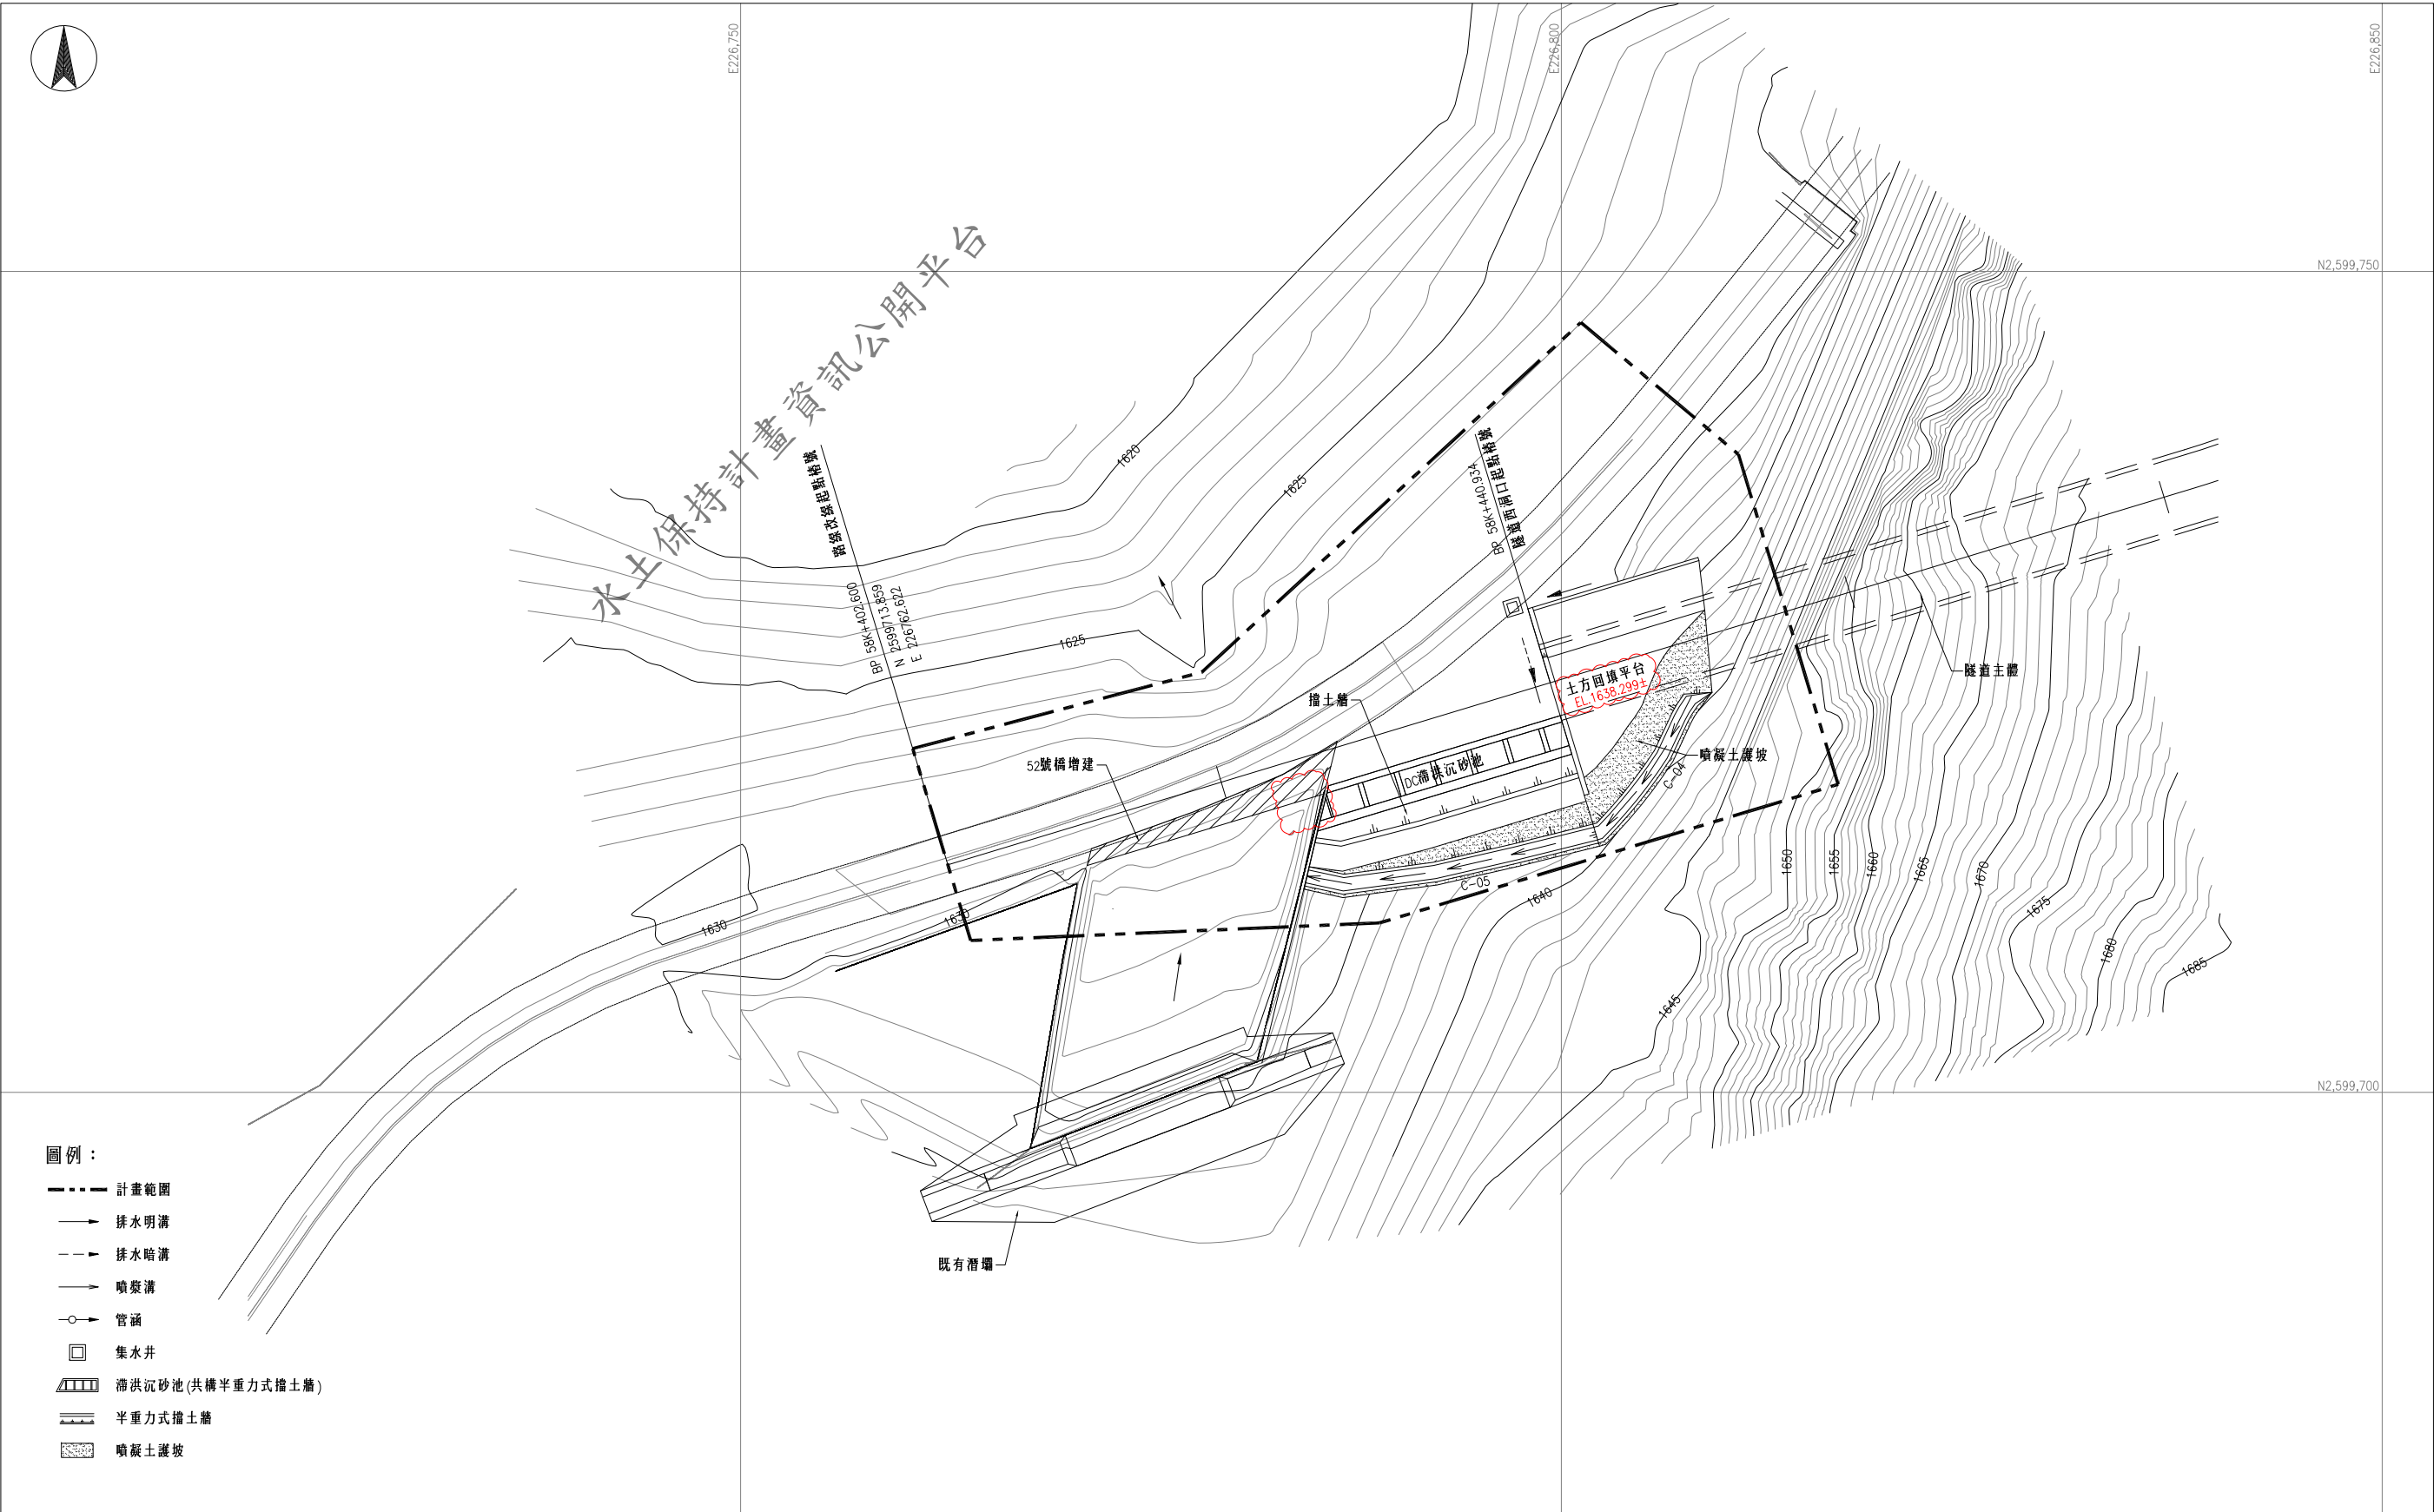 E226,750
E226,800
E226,850
N2,599,750
水土保持計畫資訊公開平台
路線改線起點樁號
BP 58K+402.600
N 2599713.859
E 226762.622
隧道西洞口起點樁號
BP 58K+440.934
1620
1625
1625
隧道主體
土方回填平台
EL.1638.299±
擋土牆
52號橋增建
DC滯洪沉砂池
噴凝土護坡
C-04
C-05
1630
1630
1640
1645
1650
1655
1660
1665
1670
1675
1680
1685
N2,599,700
既有潛壩
圖例：
計畫範圍
排水明溝
排水暗溝
噴漿溝
管涵
集水井
滯洪沉砂池(共構半重力式擋土牆)
半重力式擋土牆
噴凝土護坡